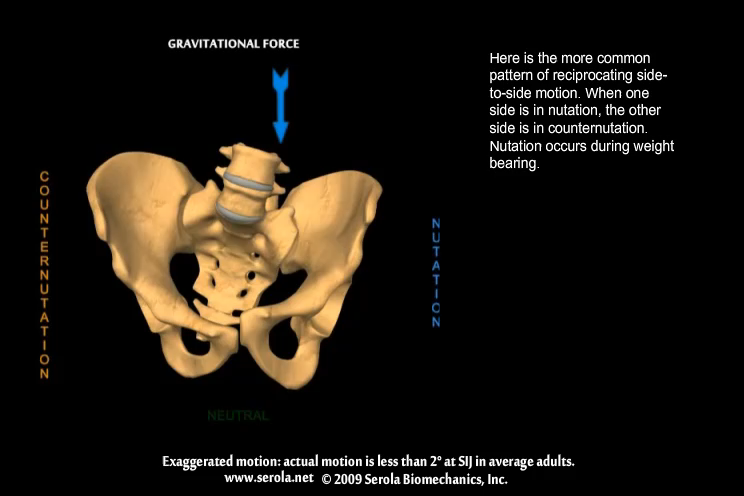 GRAVITATIONAL FORCE
Here is the more common
pattern of reciprocating side-
to-side motion. When one
side is in nutation, the other
side is in counternutation.
Nutation occurs during weight
bearing.
COUNTERNUTATION
NUTATION
NEUTRAL
Exaggerated motion: actual motion is less than 2° at SIJ in average adults.
www.serola.net © 2009 Serola Biomechanics, Inc.